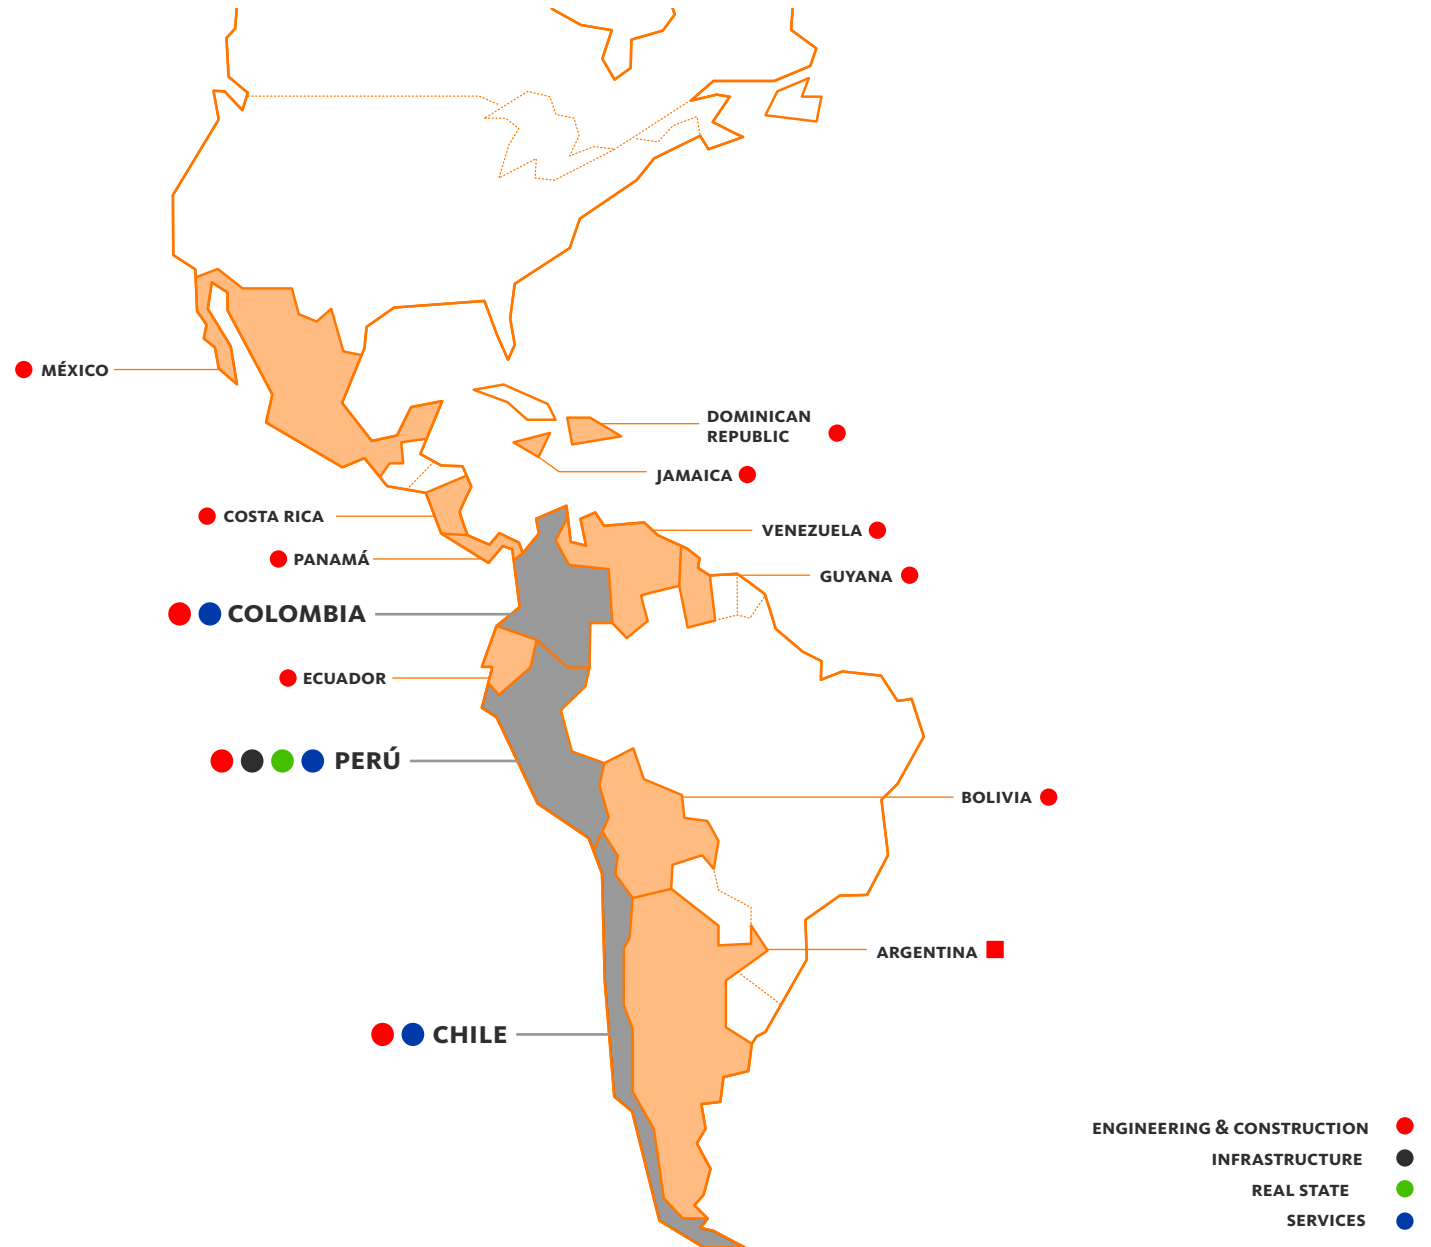 MÉXICO
DOMINICAN
REPUBLIC
JAMAICA
COSTA RICA
VENEZUELA
PANAMÁ
GUYANA
COLOMBIA
ECUADOR
PERÚ
BOLIVIA
ARGENTINA
CHILE
ENGINEERING & CONSTRUCTION
INFRASTRUCTURE
REAL STATE
SERVICES